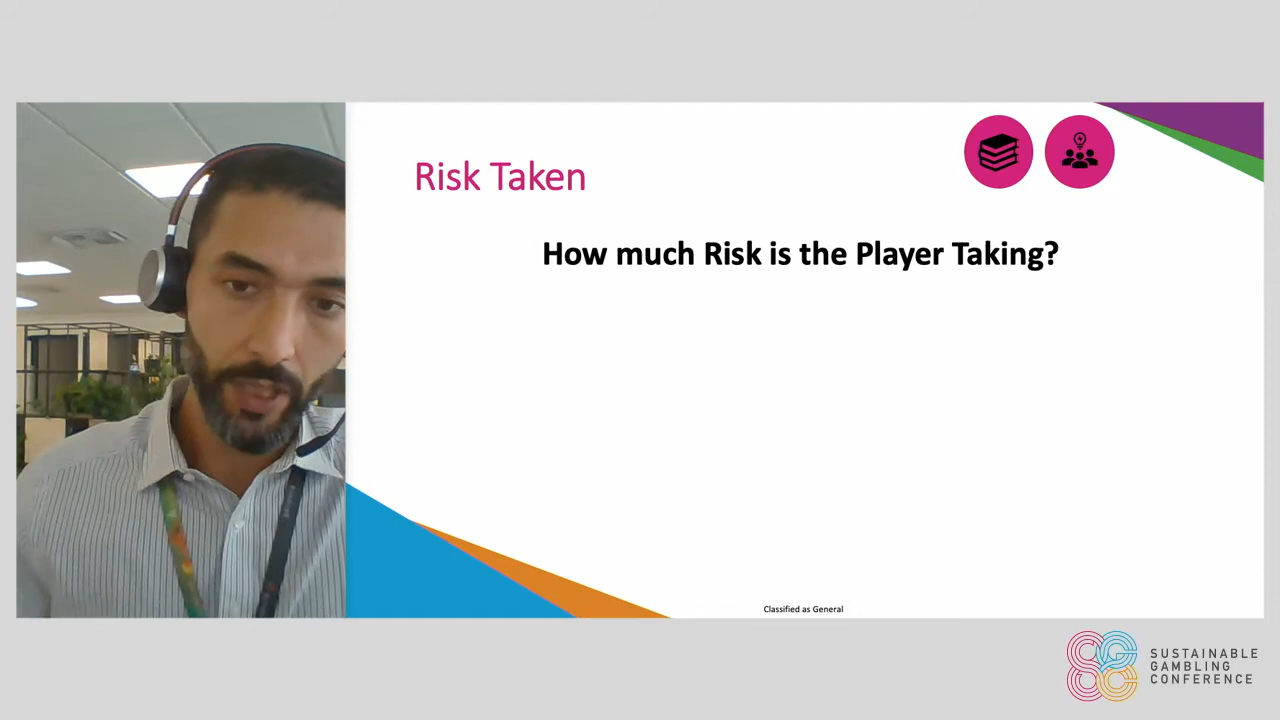 Risk Taken
How much Risk is the Player Taking?
Classified as General
SUSTAINABLE
GAMBLING
CONFERENCE